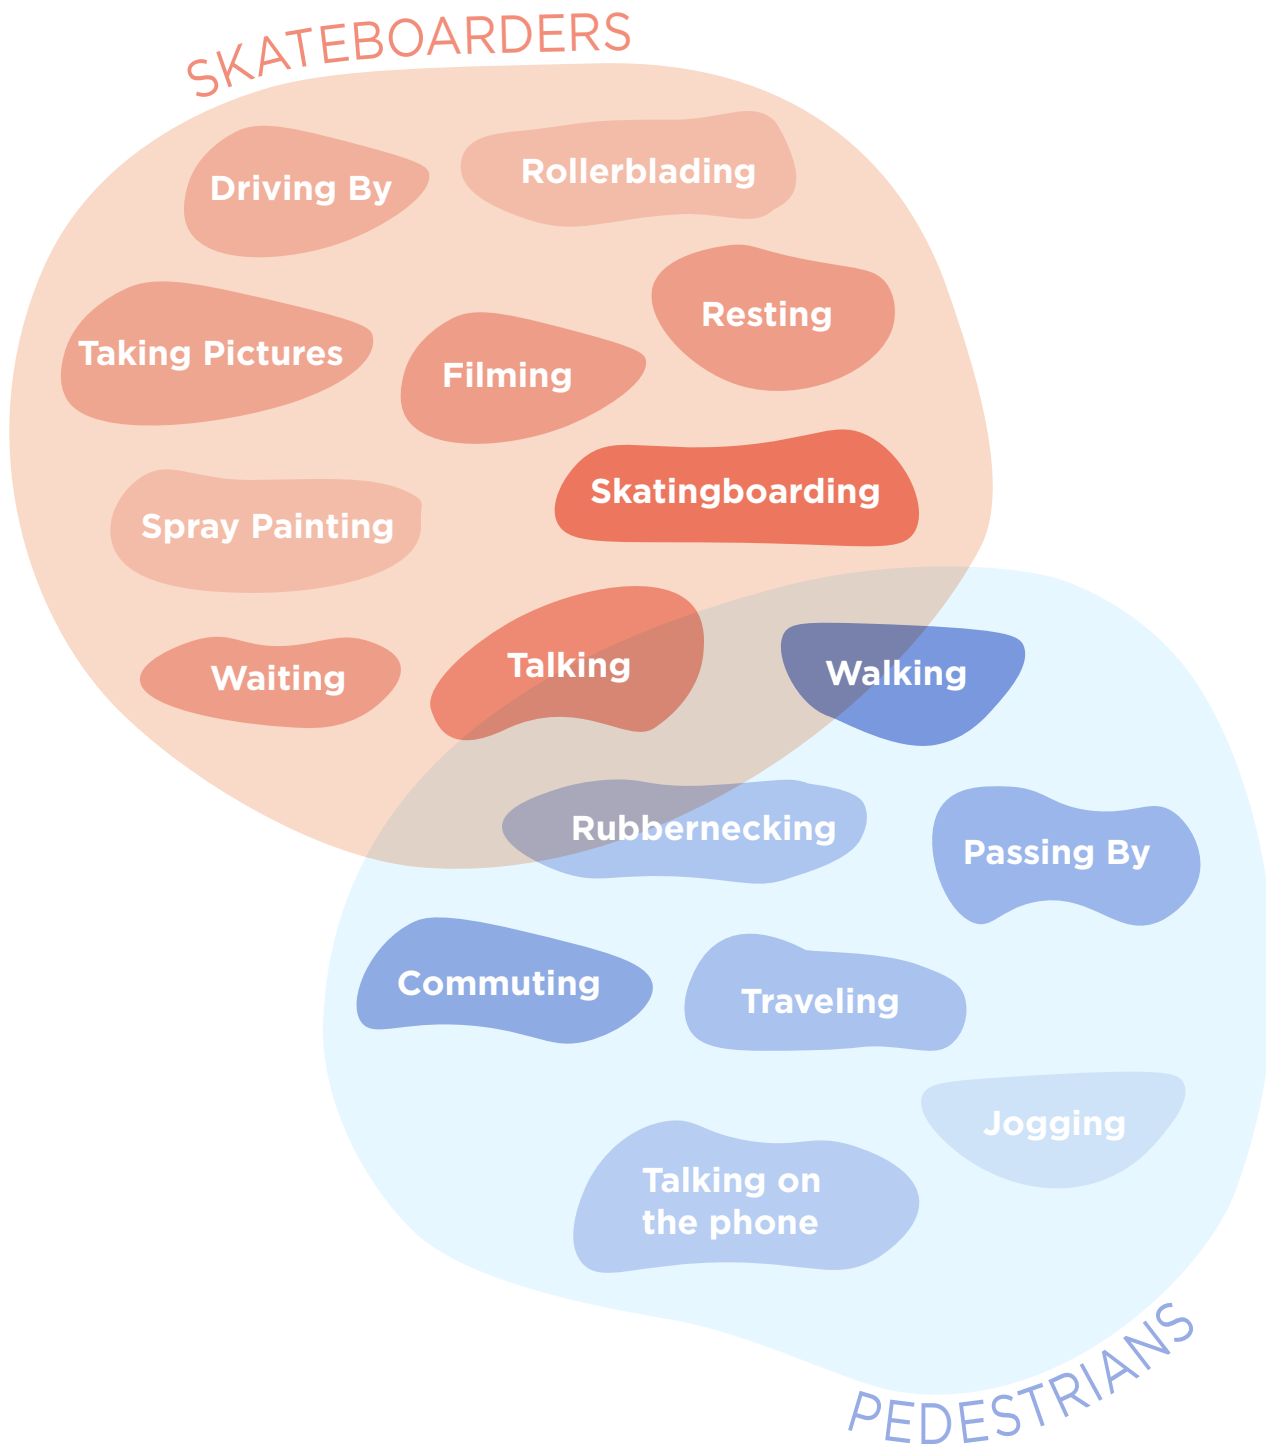 SKATEBOARDERS
Driving By
Rollerblading
Resting
Taking Pictures
Filming
Skatingboarding
Spray Painting
Talking
Walking
Waiting
Rubbernecking
Passing By
Commuting
Traveling
Jogging
Talking on
the phone
PEDESTRIANS